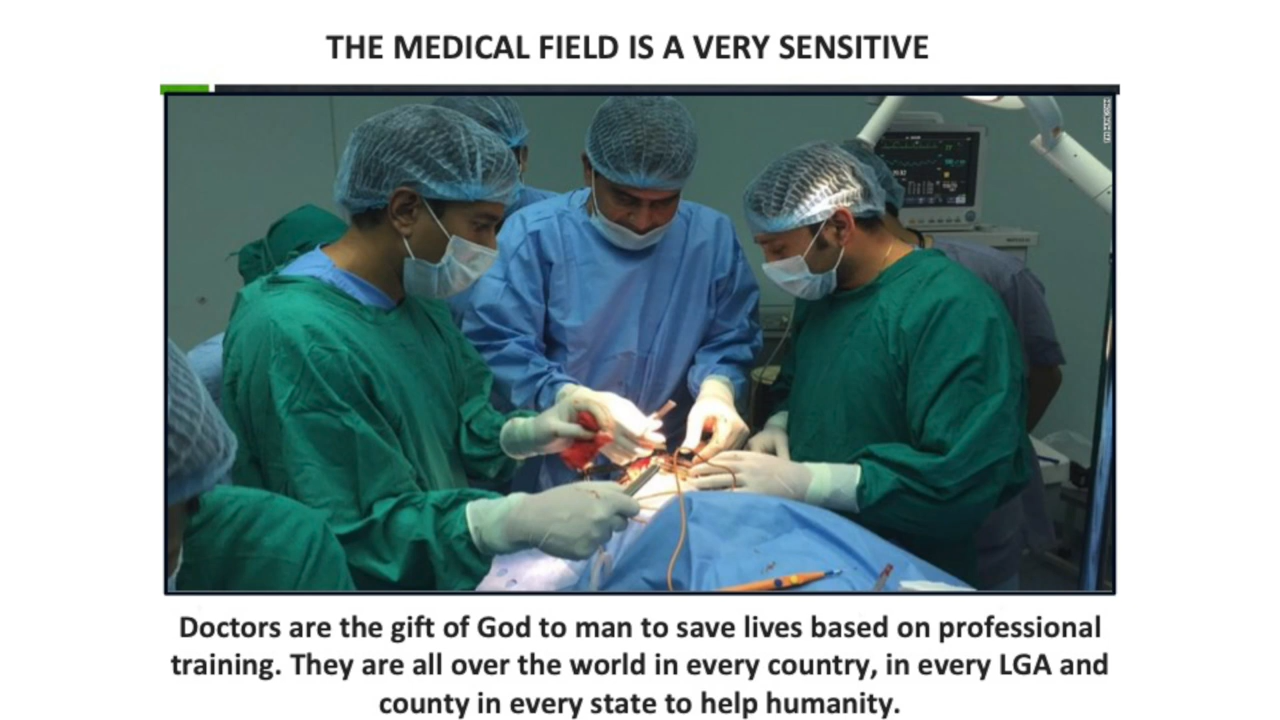 THE MEDICAL FIELD IS A VERY SENSITIVE
Doctors are the gift of God to man to save lives based on professional
training. They are all over the world in every country, in every LGA and
county in every state to help humanity.